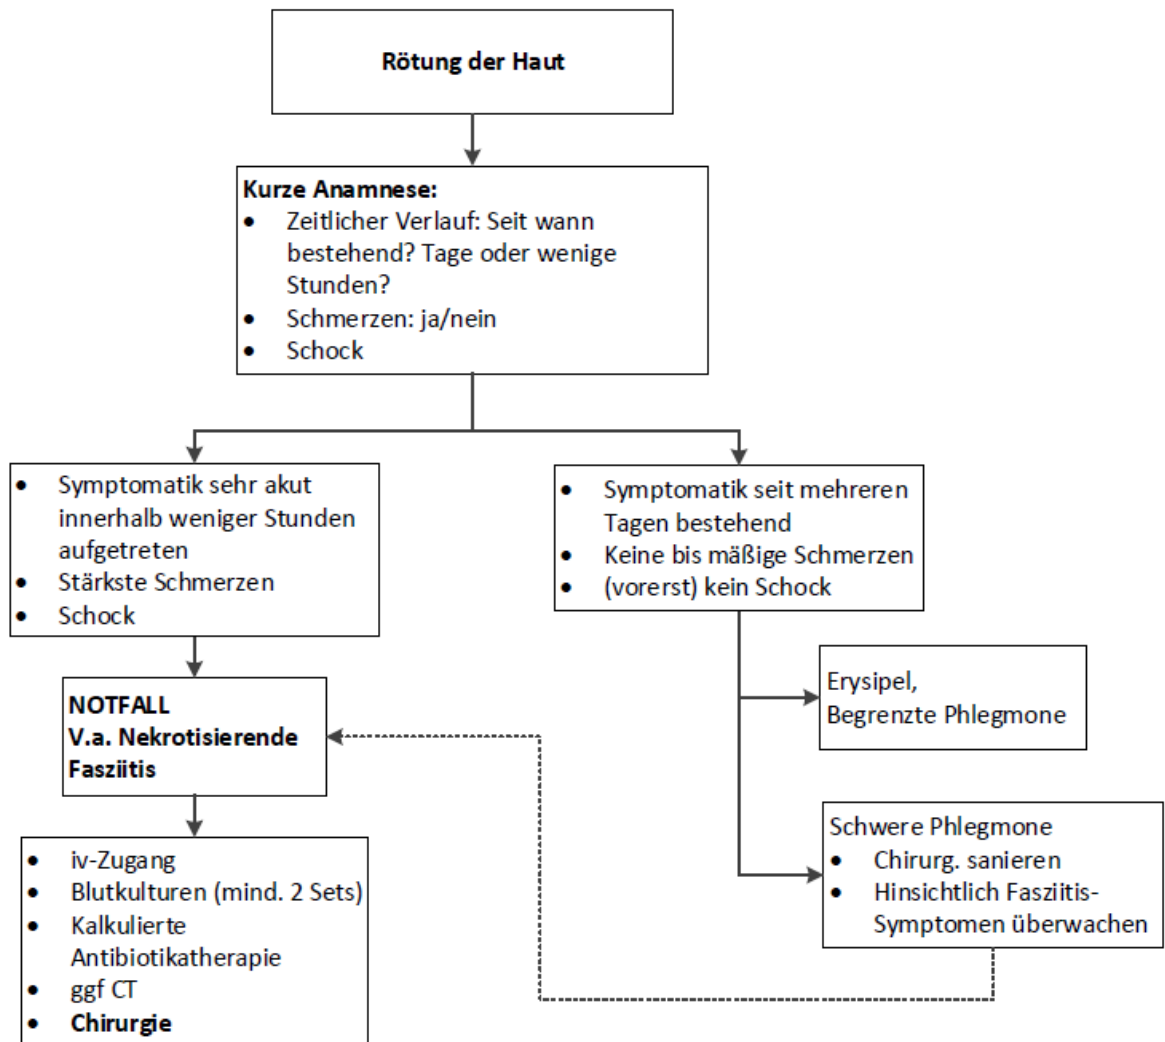 Rötung der Haut
Kurze Anamnese:
• Zeitlicher Verlauf: Seit wann
bestehend? Tage oder wenige
Stunden?
• Schmerzen: ja/nein
• Schock
• Symptomatik sehr akut
innerhalb weniger Stunden
aufgetreten
• Stärkste Schmerzen
• Schock
• Symptomatik seit mehreren
Tagen bestehend
• Keine bis mäßige Schmerzen
• (vorerst) kein Schock
NOTFALL
V.a. Nekrotisierende
Fasziitis
Erysipel,
Begrenzte Phlegmone
• iv-Zugang
• Blutkulturen (mind. 2 Sets)
• Kalkulierte
Antibiotikatherapie
• ggf CT
• Chirurgie
Schwere Phlegmone
• Chirurg. sanieren
• Hinsichtlich Fasziitis-
Symptomen überwachen